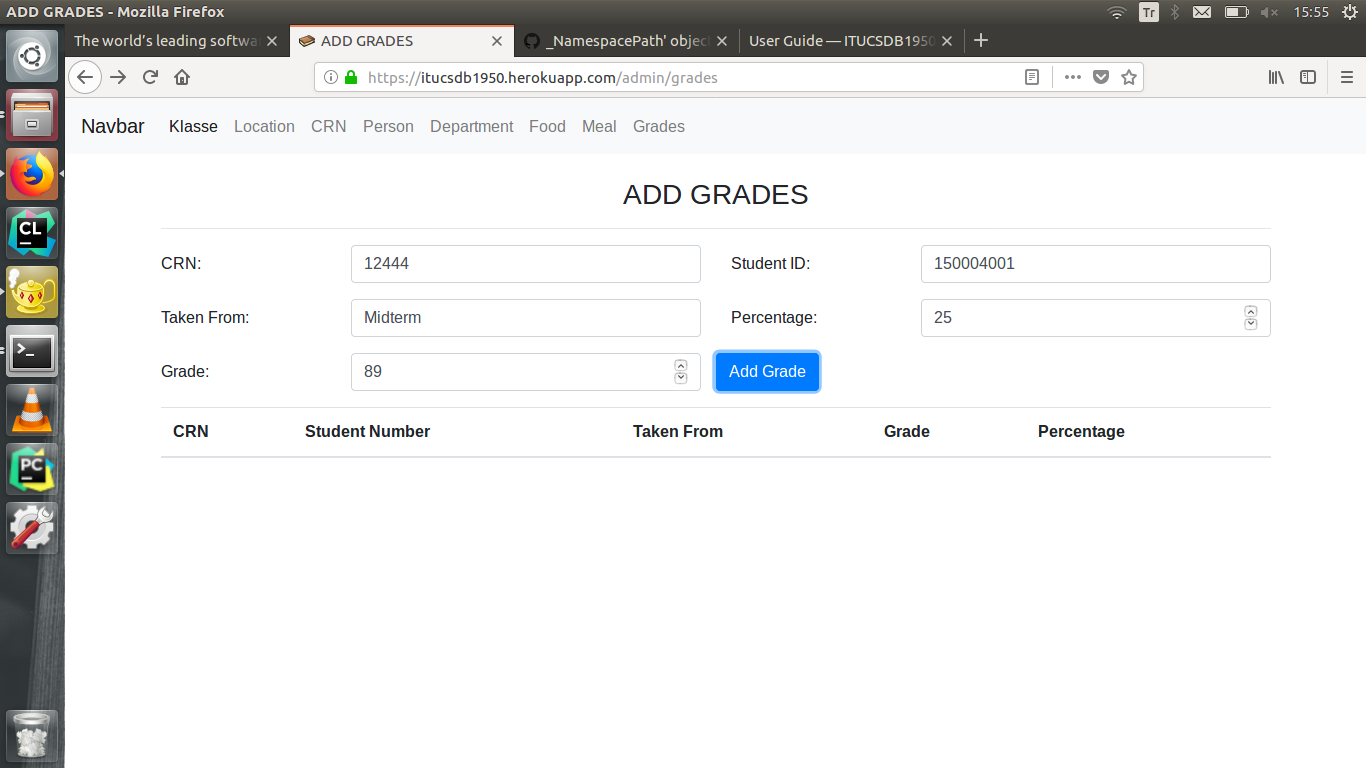 ADD GRADES - Mozilla Firefox
Tr
15:55
The world's leading softwa
ADD GRADES
_NamespacePath' objec
User Guide — ITUCSDB1950
https://itucsdb1950.herokuapp.com/admin/grades
Navbar Klasse Location CRN Person Department Food Meal Grades
ADD GRADES
CRN: 12444 Student ID: 150004001
Taken From: Midterm Percentage: 25
Grade: 89 Add Grade
CRN Student Number Taken From Grade Percentage
CL
PC